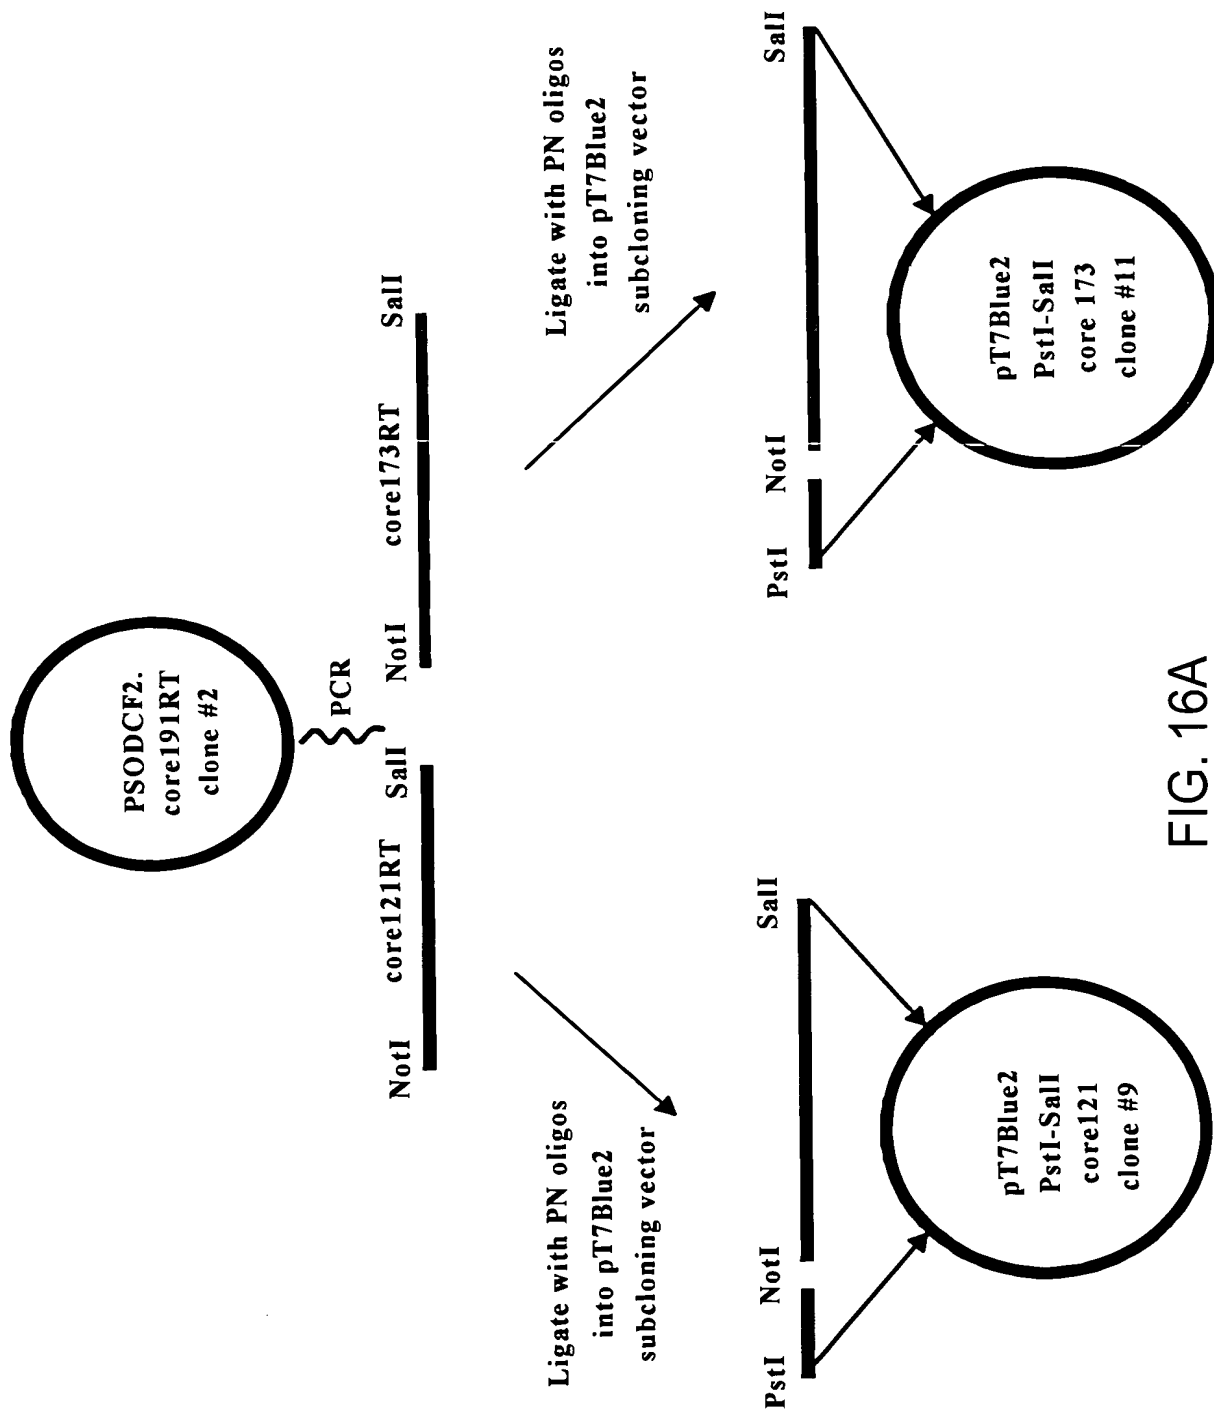 PSODCF2.
core191RT
clone #2
PCR
NotI core121RT SalI
NotI core173RT SalI
Ligate with PN oligos
into pT7Blue2
subcloning vector
Ligate with PN oligos
into pT7Blue2
subcloning vector
PstI NotI SalI
PstI NotI SalI
pT7Blue2
PstI-SalI
core121
clone #9
pT7Blue2
PstI-SalI
core 173
clone #11
FIG. 16A